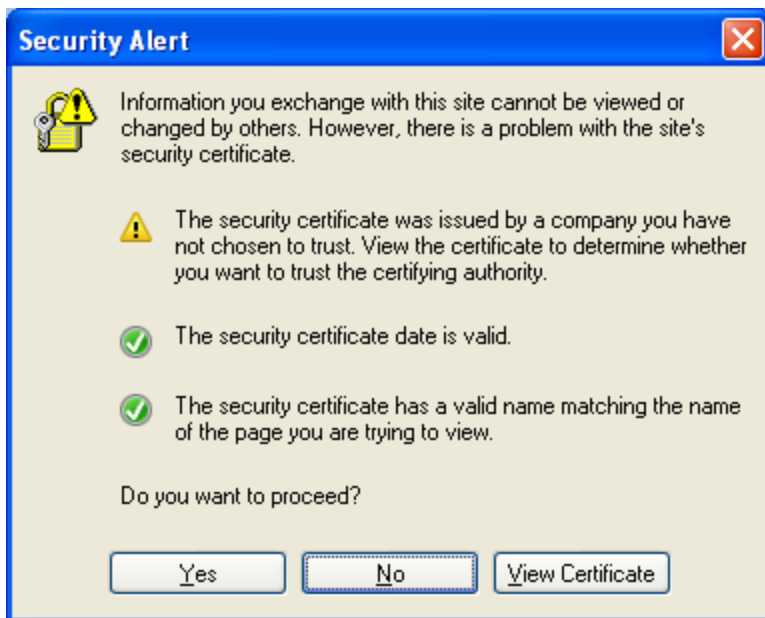 Security Alert
Information you exchange with this site cannot be viewed or
changed by others. However, there is a problem with the site's
security certificate.
The security certificate was issued by a company you have
not chosen to trust. View the certificate to determine whether
you want to trust the certifying authority.
The security certificate date is valid.
The security certificate has a valid name matching the name
of the page you are trying to view.
Do you want to proceed?
Yes No View Certificate